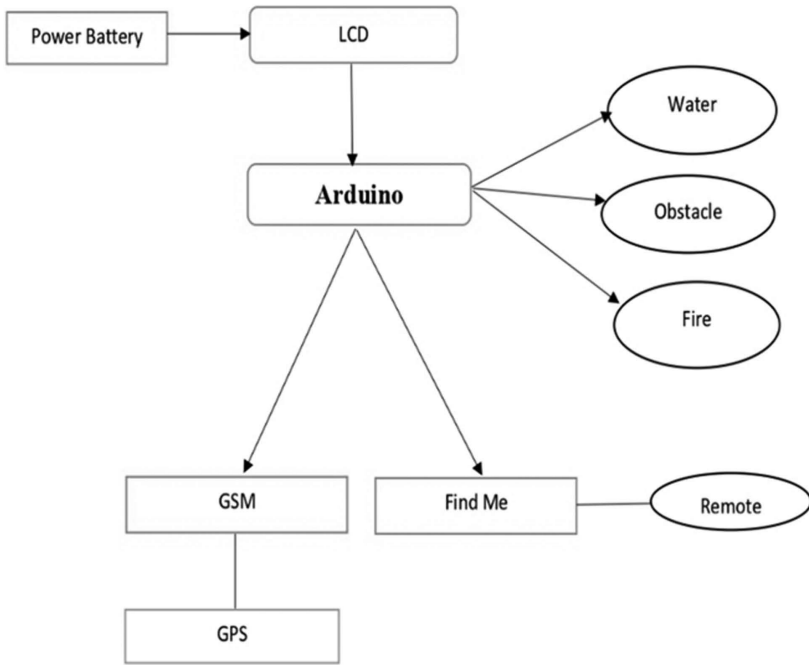 Power Battery
LCD
Water
Arduino
Obstacle
Fire
GSM
Find Me
Remote
GPS